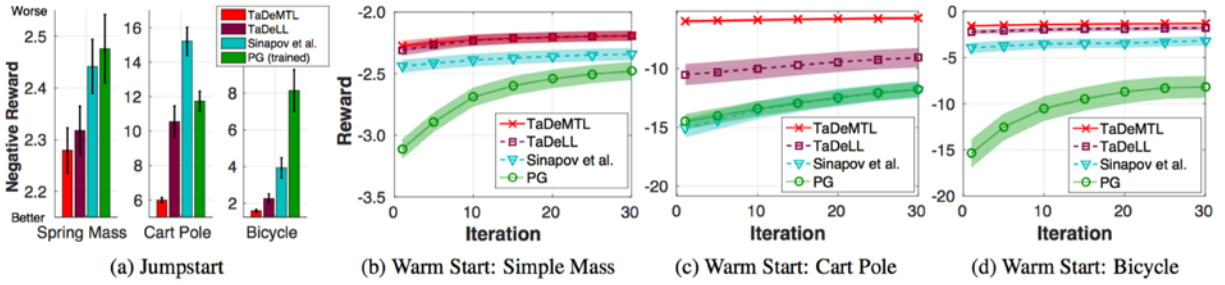 Worse
Negative Reward
Better
2.5
2.4
2.3
2.2
16
14
12
10
8
6
8
6
4
2
TaDeMTL
TaDeLL
Sinapov et al.
PG (trained)
Spring Mass
Cart Pole
Bicycle
(a) Jumpstart
Reward
-2.0
-2.5
-3.0
-3.5
TaDeMTL
TaDeLL
Sinapov et al.
PG
0 10 20 30
Iteration
(b) Warm Start: Simple Mass
-5
-10
-15
-20
TaDeMTL
TaDeLL
Sinapov et al.
PG
0 10 20 30
Iteration
(c) Warm Start: Cart Pole
0
-5
-10
-15
-20
TaDeMTL
TaDeLL
Sinapov et al.
PG
0 10 20 30
Iteration
(d) Warm Start: Bicycle